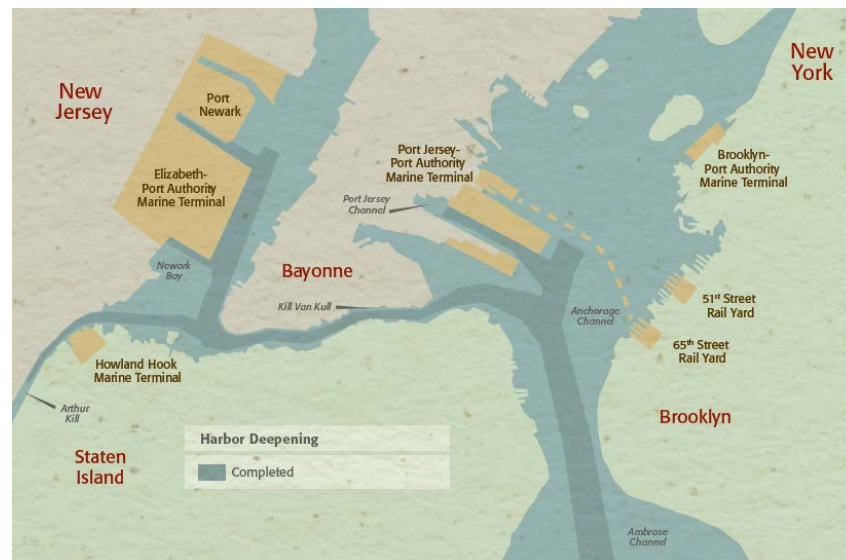 New
Jersey
Port
Newark
Elizabeth-
Port Authority
Marine Terminal
Newark
Bay
Port Jersey-
Port Authority
Marine Terminal
Port Jersey
Channel
New
York
Brooklyn-
Port Authority
Marine Terminal
Bayonne
Kill Van Kull
Anchorage
Channel
51st Street
Rail Yard
65th Street
Rail Yard
Howland Hook
Marine Terminal
Arthur
Kill
Brooklyn
Staten
Island
Harbor Deepening
Completed
Ambrose
Channel